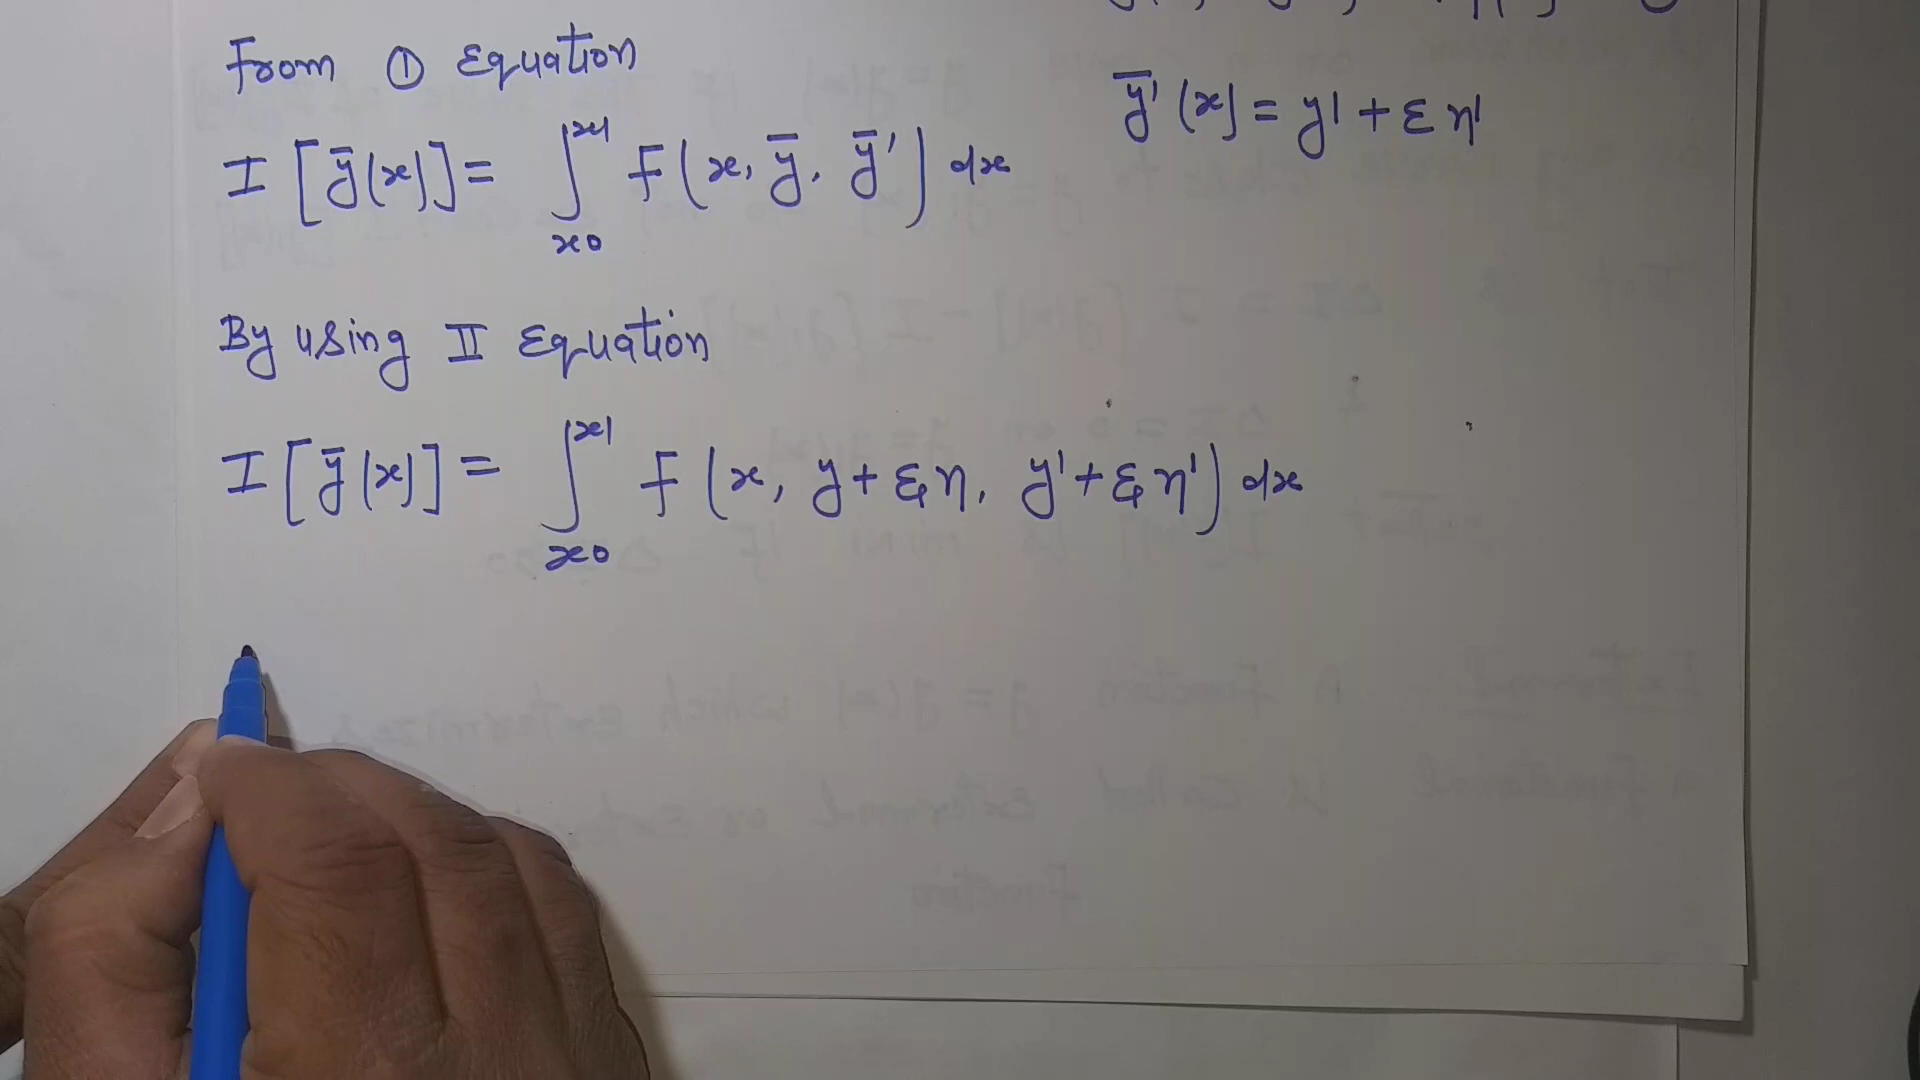 From ① Equation
I [ȳ(x)] = ∫x0^x1 F(x, ȳ, ȳ') dx
ȳ'(x) = y' + εη'
By using II Equation
I [ȳ(x)] = ∫x0^x1 F(x, y+εη, y'+εη') dx